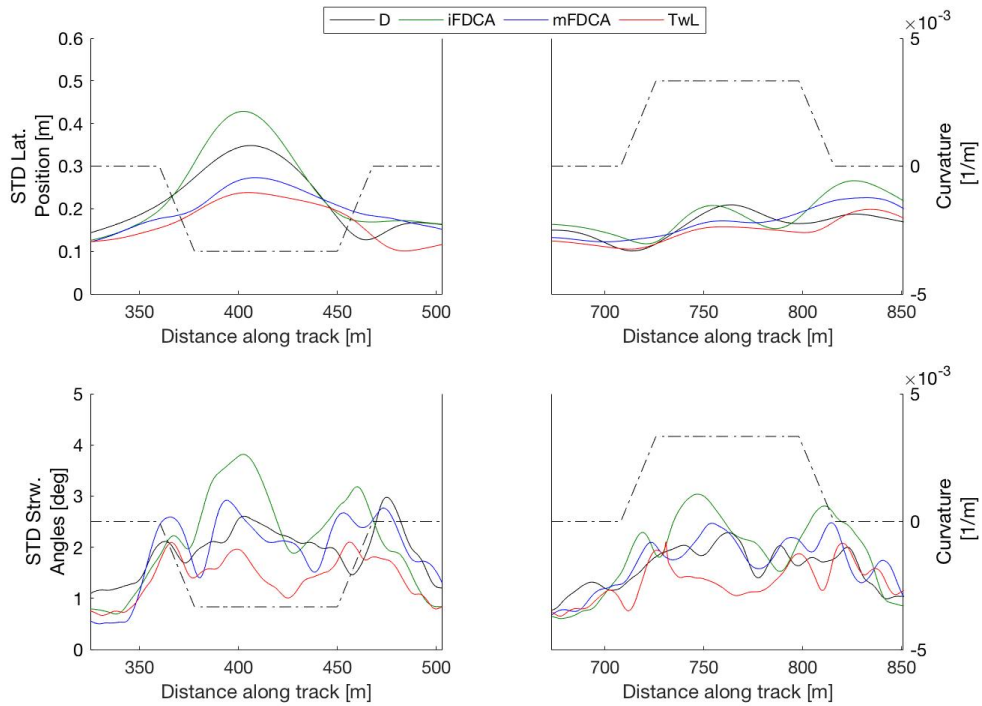 D iFDCA mFDCA TwL
×10-3
0.6 5
0.5
0.4
STD Lat.
Position [m]
0.3 0
Curvature
[1/m]
0.2
0.1
0 -5
350 400 450 500 700 750 800 850
Distance along track [m] Distance along track [m]
×10-3
5 5
4
STD Strw.
Angles [deg]
3
0
Curvature
[1/m]
2
1
0 -5
350 400 450 500 700 750 800 850
Distance along track [m] Distance along track [m]